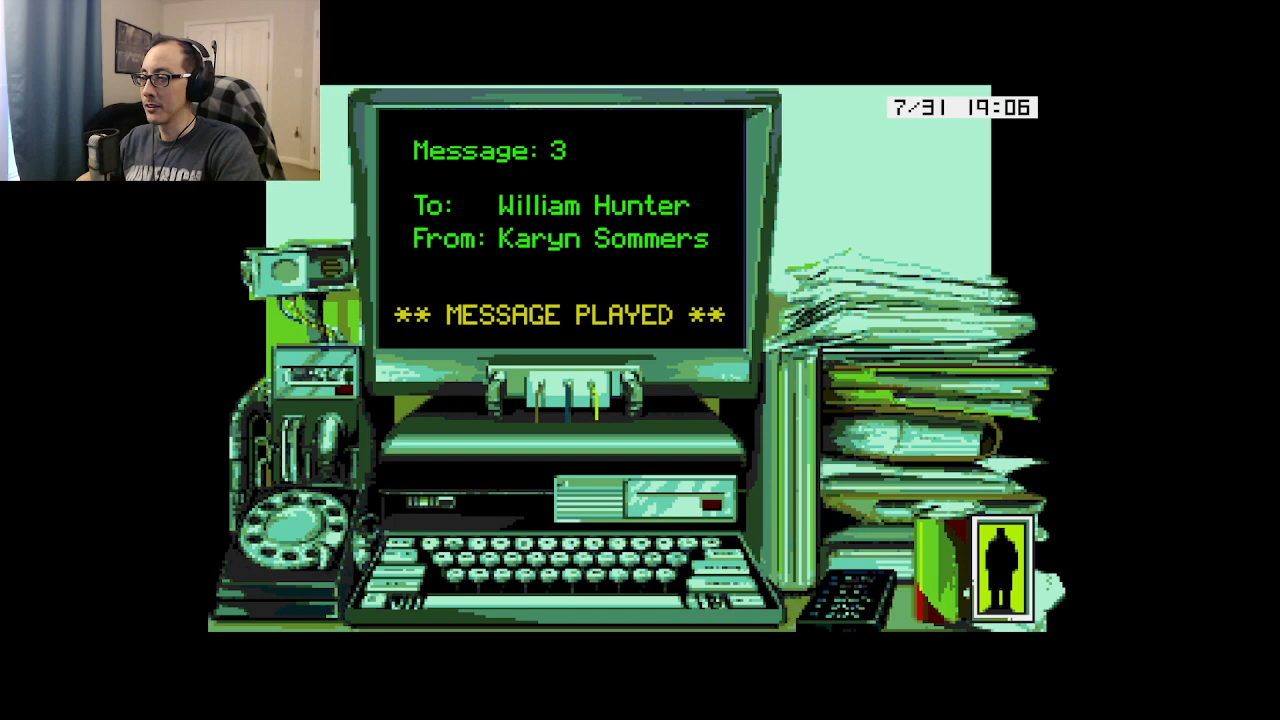 7/31 19:06
Message: 3
To: William Hunter
From: Karyn Sommers
** MESSAGE PLAYED **